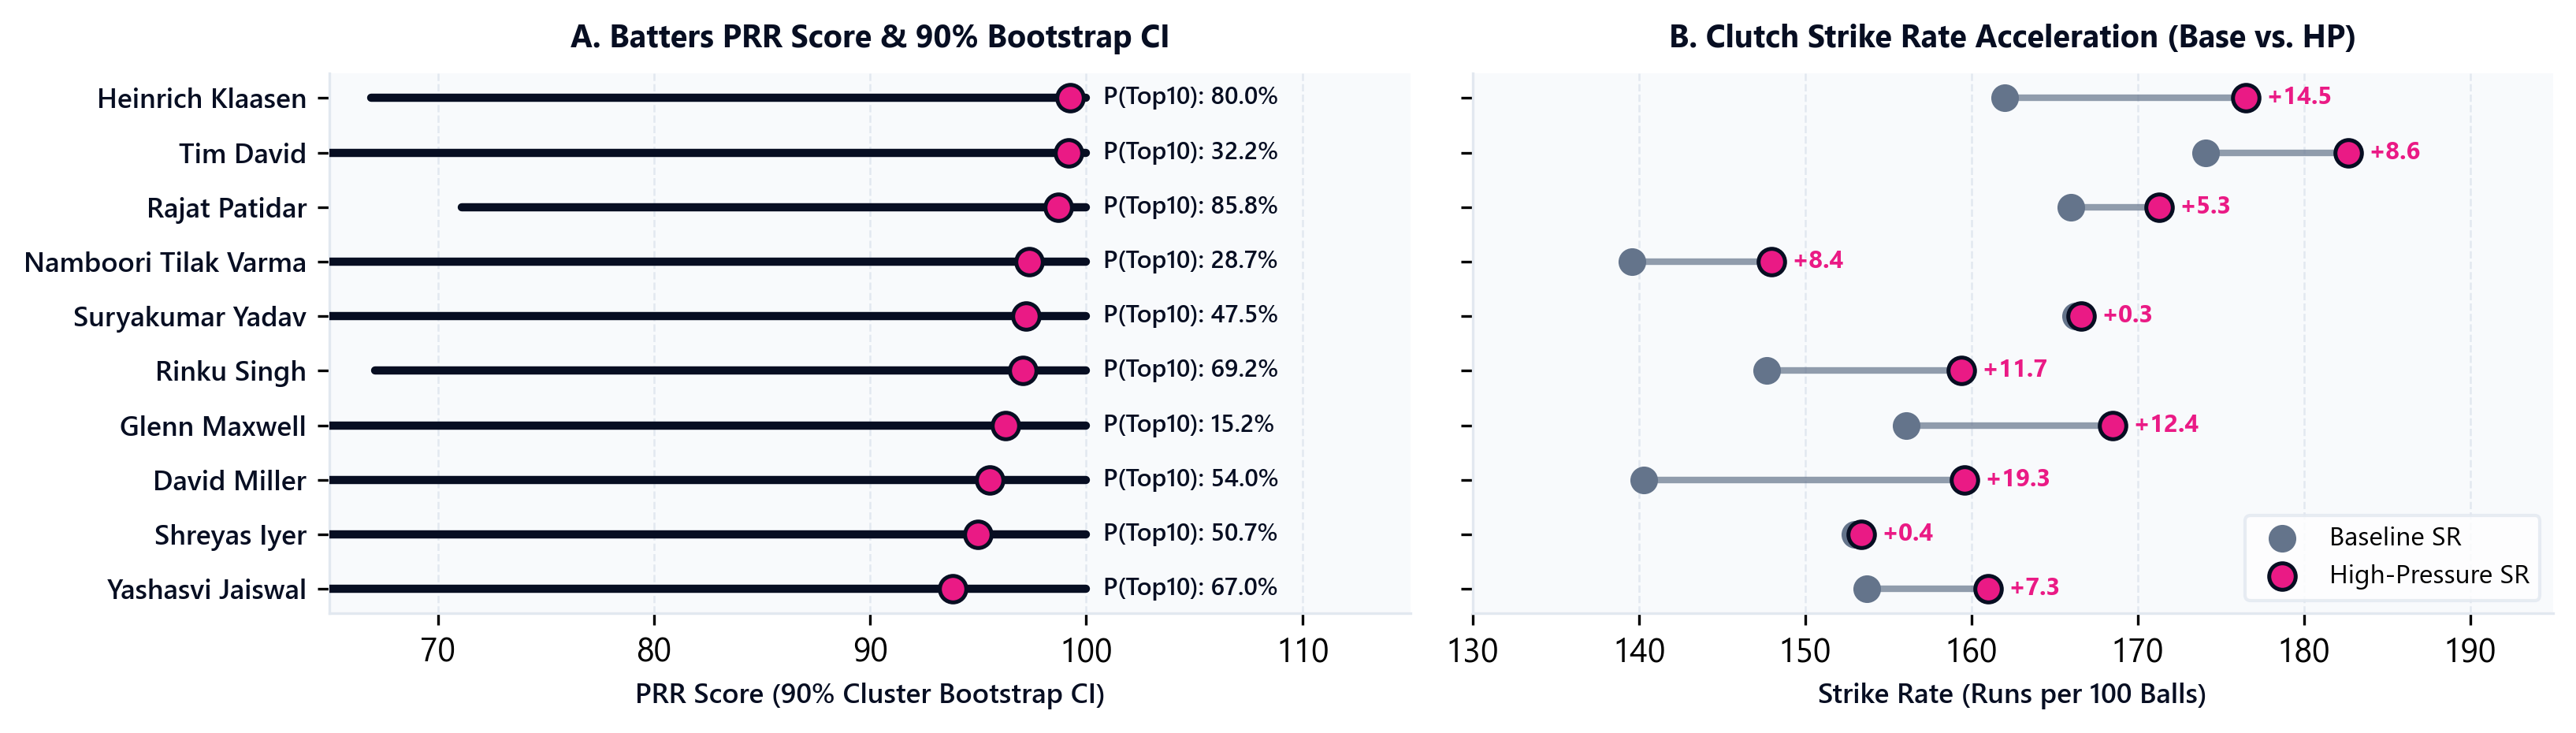 A. Batters PRR Score & 90% Bootstrap CI
Heinrich Klaasen
Tim David
Rajat Patidar
Namboori Tilak Varma
Suryakumar Yadav
Rinku Singh
Glenn Maxwell
David Miller
Shreyas Iyer
Yashasvi Jaiswal
P(Top10): 80.0%
P(Top10): 32.2%
P(Top10): 85.8%
P(Top10): 28.7%
P(Top10): 47.5%
P(Top10): 69.2%
P(Top10): 15.2%
P(Top10): 54.0%
P(Top10): 50.7%
P(Top10): 67.0%
70 80 90 100 110
PRR Score (90% Cluster Bootstrap CI)
B. Clutch Strike Rate Acceleration (Base vs. HP)
+14.5
+8.6
+5.3
+8.4
+0.3
+11.7
+12.4
+19.3
+0.4
+7.3
Baseline SR
High-Pressure SR
130 140 150 160 170 180 190
Strike Rate (Runs per 100 Balls)